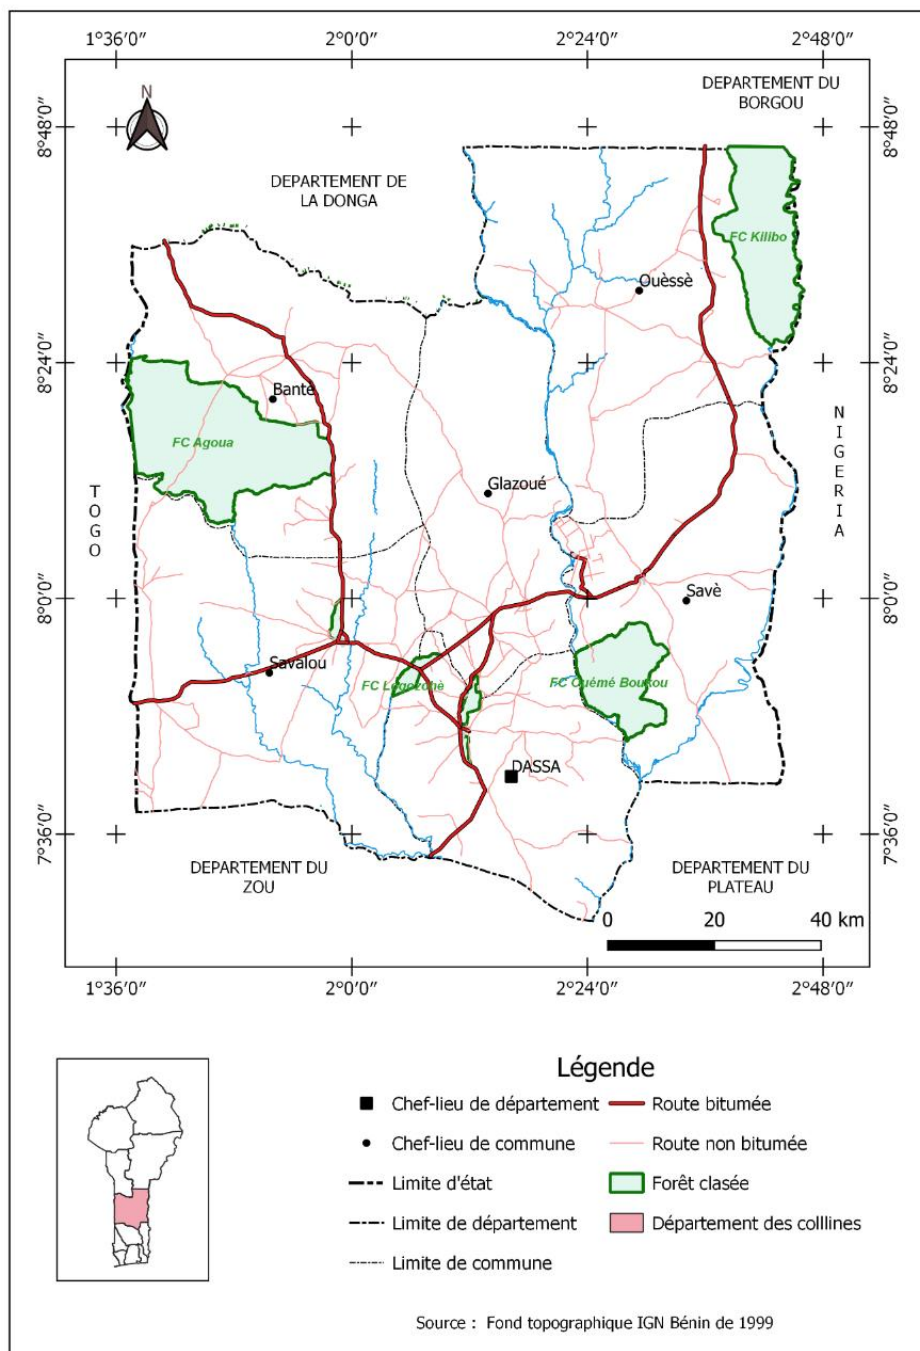 1°36′0″ 2°0′0″ 2°24′0″ 2°48′0″
DEPARTEMENT DU
BORGOU
N
8°48′0″ 8°48′0″
DEPARTEMENT DE
LA DONGA
FC Kilibo
Ouèssè
8°24′0″ 8°24′0″
Bantè
FC Agoua
NIGERIA
Glazoué
TOGO
8°0′0″ 8°0′0″
Savè
Savalou
FC Légozohè
FC Ouémé Boukou
DASSA
7°36′0″ 7°36′0″
DEPARTEMENT DU
ZOU
DEPARTEMENT DU
PLATEAU
0 20 40 km
1°36′0″ 2°0′0″ 2°24′0″ 2°48′0″
Légende
Chef-lieu de département
Route bitumée
Chef-lieu de commune
Route non bitumée
Limite d'état
Forêt clasée
Limite de département
Département des colllines
Limite de commune
Source : Fond topographique IGN Bénin de 1999